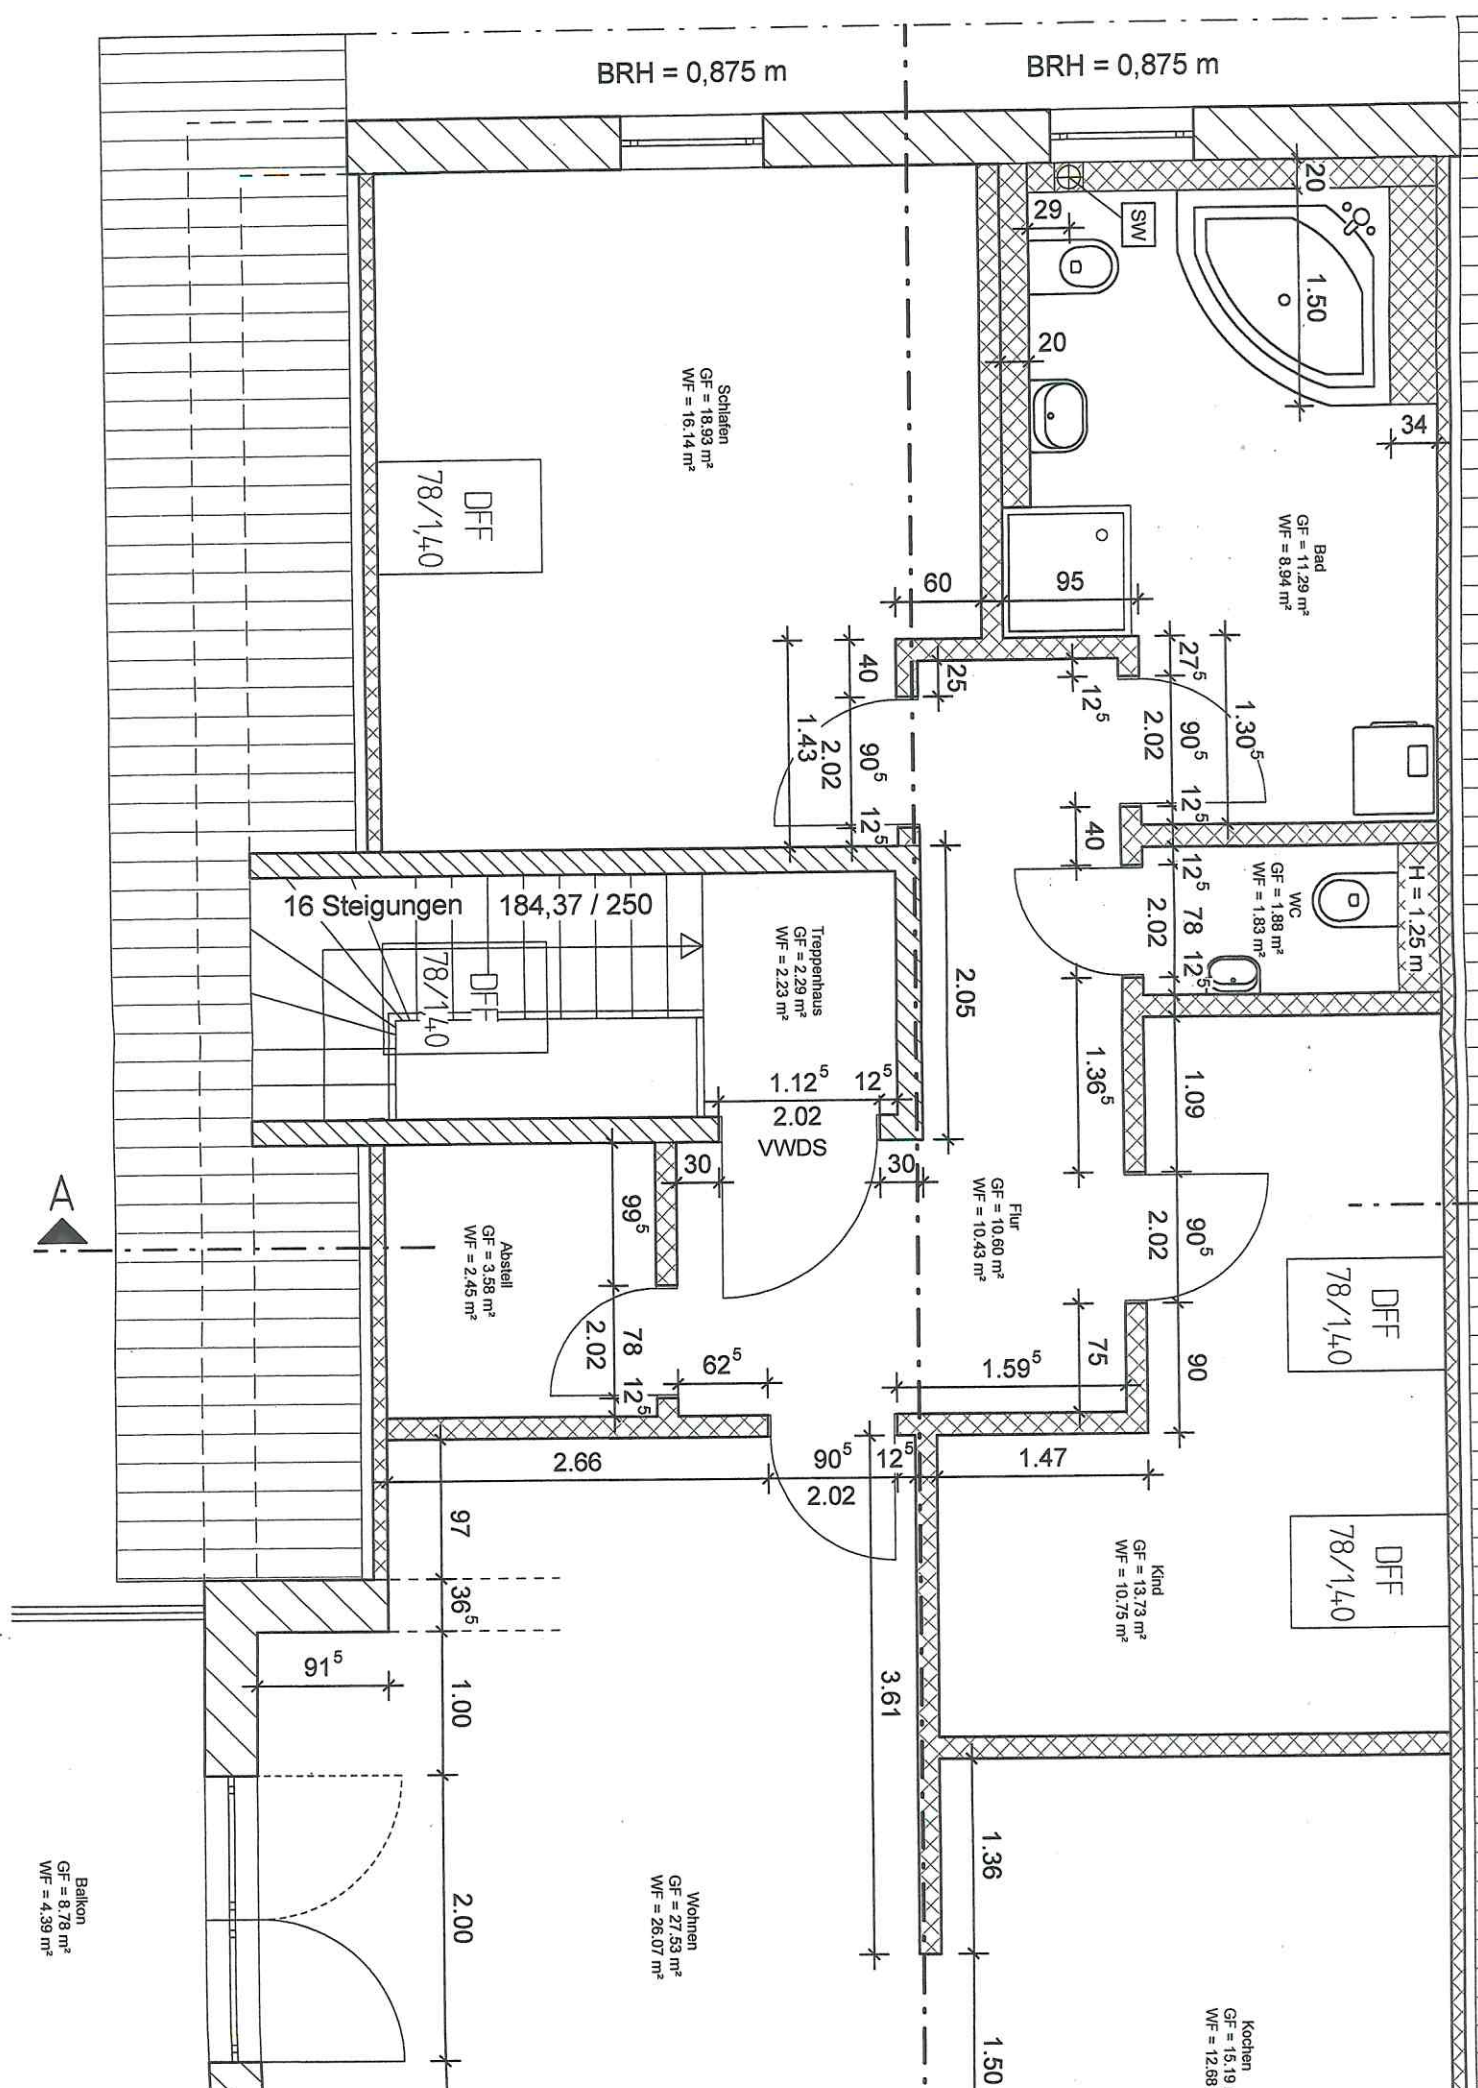 BRH = 0,875 m
BRH = 0,875 m
20
29
SW
1.50
20
34
Schlafen
GF = 18.93 m²
WF = 16.14 m²
DFF
78/1,40
Bad
GF = 11.29 m²
WF = 8.94 m²
60
95
40
25
12⁵
27⁵
1.30⁵
90⁵
2.02
12⁵
1.43
90⁵
2.02
12⁵
40
16 Steigungen
184,37 / 250
DFF
78/1,40
Treppenhaus
GF = 2.29 m²
WF = 2.23 m²
2.05
12⁵
78
2.02
12⁵
WC
GF = 1.88 m²
WF = 1.83 m²
H = 1.25 m
1.12⁵
2.02
VWDS
12⁵
1.36⁵
1.09
30
30
A
99⁵
Abstell
GF = 3.58 m²
WF = 2.45 m²
Flur
GF = 10.60 m²
WF = 10.43 m²
90⁵
2.02
DFF
78/1,40
78
2.02
12⁵
62⁵
1.59⁵
75
90
2.66
90⁵
2.02
12⁵
1.47
97
36⁵
DFF
78/1,40
Kind
GF = 13.73 m²
WF = 10.75 m²
91⁵
1.00
3.61
1.36
2.00
Balkon
GF = 8.78 m²
WF = 4.39 m²
Wohnen
GF = 27.53 m²
WF = 26.07 m²
1.50
Kochen
GF = 15.19
WF = 12.68